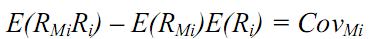 E(R_{Mi}R_i) – E(R_{Mi})E(R_i) = Cov_{Mi}